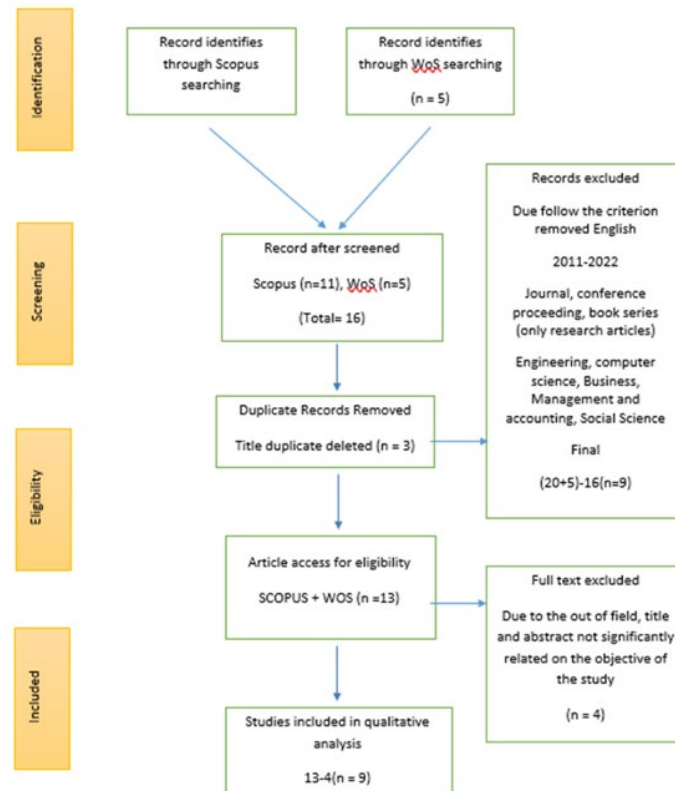 Identification
Record identifies
through Scopus
searching
Record identifies
through WoS searching
(n = 5)
Screening
Record after screened
Scopus (n=11), WoS (n=5)
(Total= 16)
Records excluded
Due follow the criterion
removed English
2011-2022
Journal, conference
proceeding, book series
(only research articles)
Engineering, computer
science, Business,
Management and
accounting, Social Science
Final
(20+5)-16(n=9)
Duplicate Records Removed
Title duplicate deleted (n = 3)
Eligibility
Article access for eligibility
SCOPUS + WOS (n =13)
Full text excluded
Due to the out of field, title
and abstract not significantly
related on the objective of
the study
(n = 4)
Included
Studies included in qualitative
analysis
13-4(n = 9)